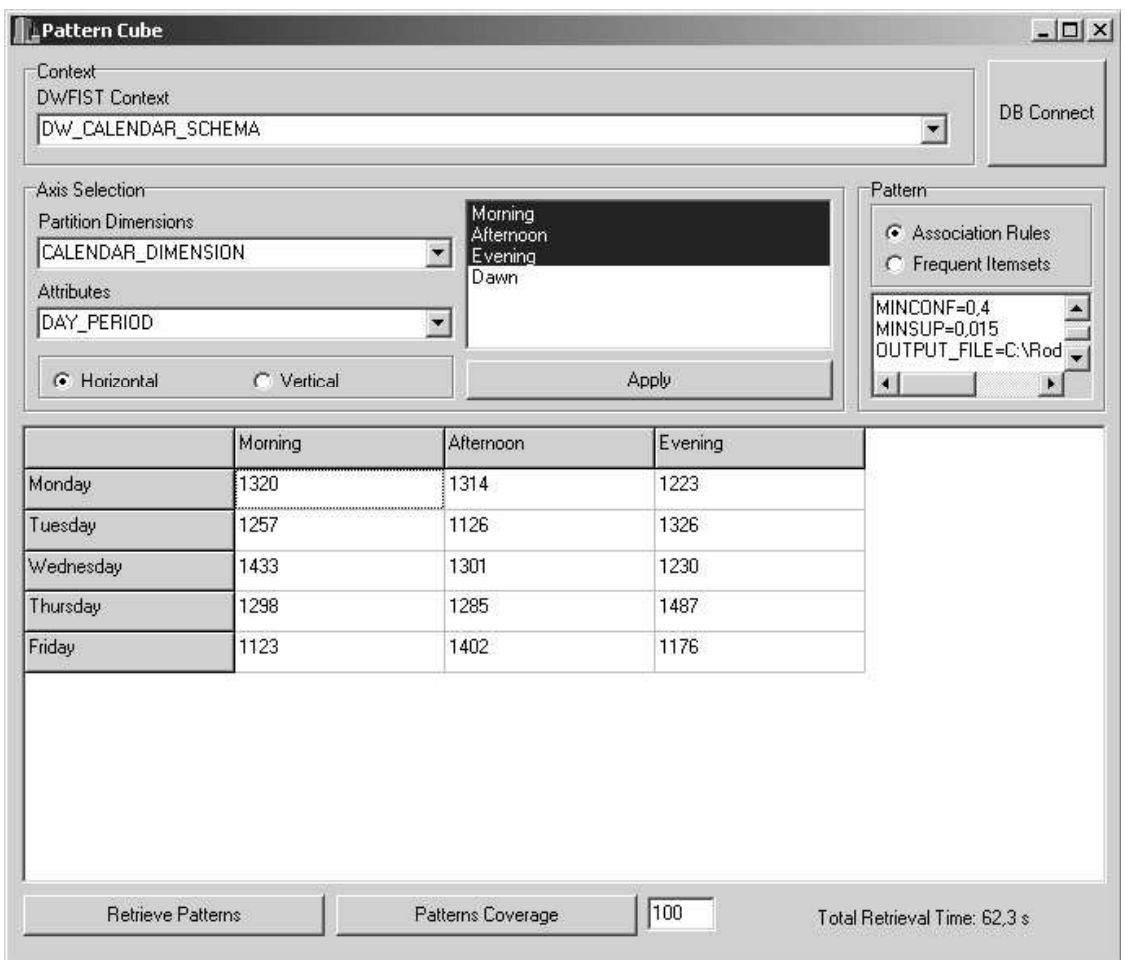 Pattern Cube
Context
DWFIST Context
DW_CALENDAR_SCHEMA
DB Connect
Axis Selection
Partition Dimensions
CALENDAR_DIMENSION
Attributes
DAY_PERIOD
Horizontal Vertical
Morning
Afternoon
Evening
Dawn
Apply
Pattern
Association Rules
Frequent Itemsets
MINCONF=0,4
MINSUP=0,015
OUTPUT_FILE=C:\Rod
Morning Afternoon Evening
Monday 1320 1314 1223
Tuesday 1257 1126 1326
Wednesday 1433 1301 1230
Thursday 1298 1285 1487
Friday 1123 1402 1176
Retrieve Patterns Patterns Coverage 100 Total Retrieval Time: 62,3 s